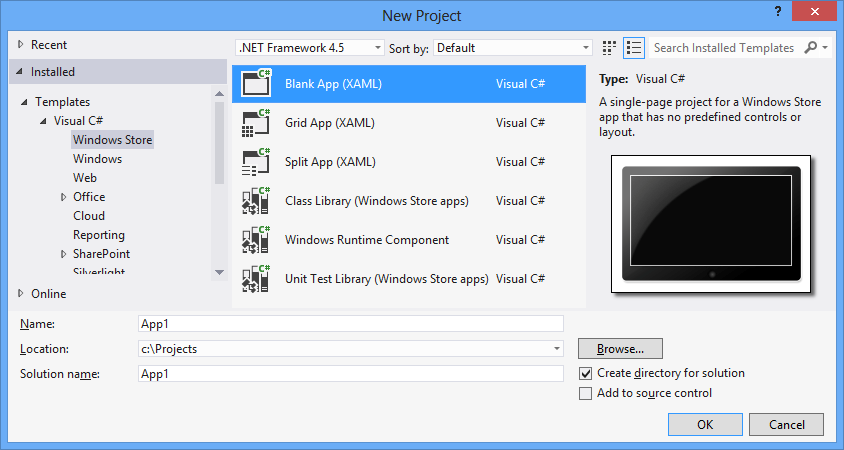 New Project
?
Recent
Installed
Templates
Visual C#
Windows Store
Windows
Web
Office
Cloud
Reporting
SharePoint
Silverlight
Online
.NET Framework 4.5
Sort by: Default
Search Installed Templates
C# Blank App (XAML) Visual C#
C# Grid App (XAML) Visual C#
C# Split App (XAML) Visual C#
C# Class Library (Windows Store apps) Visual C#
C# Windows Runtime Component Visual C#
C# Unit Test Library (Windows Store apps) Visual C#
Type: Visual C#
A single-page project for a Windows Store
app that has no predefined controls or
layout.
Name: App1
Location: c:\Projects
Browse...
Solution name: App1
Create directory for solution
Add to source control
OK
Cancel